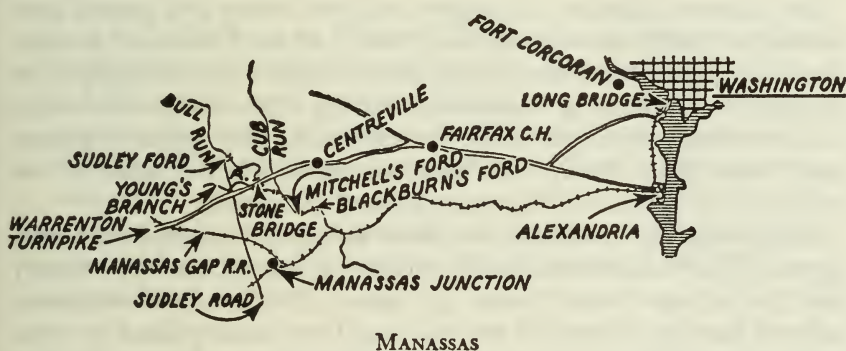 FORT CORCORAN
WASHINGTON
LONG BRIDGE
BULL RUN
CUB RUN
CENTREVILLE
FAIRFAX C.H.
SUDLEY FORD
MITCHELL'S FORD
BLACKBURN'S FORD
YOUNG'S
BRANCH
STONE
BRIDGE
WARRENTON
TURNPIKE
ALEXANDRIA
MANASSAS GAP R.R.
MANASSAS JUNCTION
SUDLEY ROAD
MANASSAS